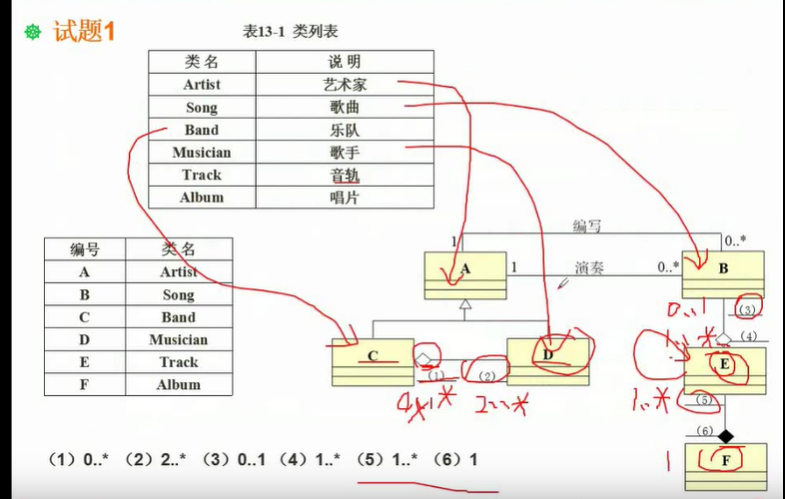 试题1
表13-1 类列表
类 名 说 明
Artist 艺术家
Song 歌曲
Band 乐队
Musician 歌手
Track 音轨
Album 唱片
编号 类 名
A Artist
B Song
C Band
D Musician
E Track
F Album
编写
1 0..*
A 1 演奏 0..* B
0..1 (3)
1..* (4)
C (1) (2) D E
* 2..* 1..* (5)
(6)
1 F
(1) 0..* (2) 2..* (3) 0..1 (4) 1..* (5) 1..* (6) 1